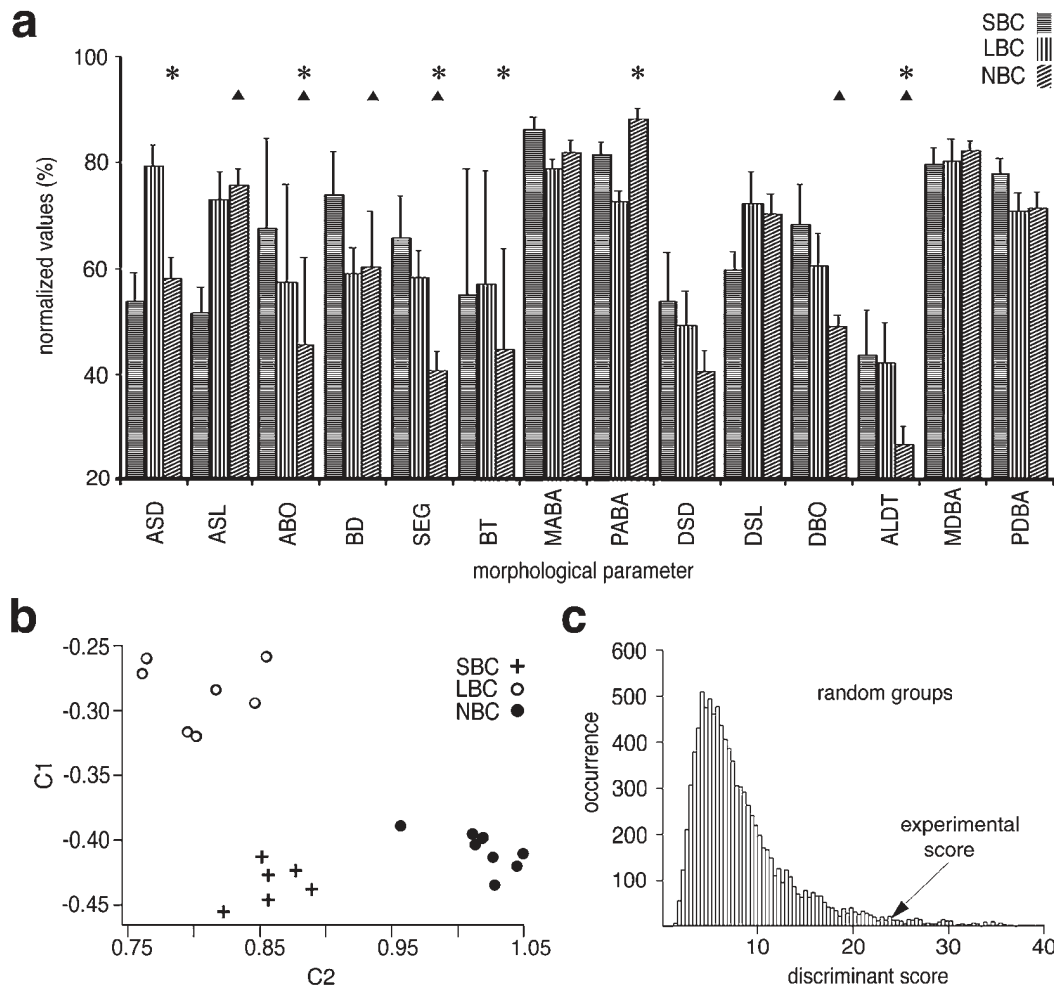 a
SBC
LBC
NBC
100
80
60
40
20
normalized values (%)
* * * * * *
▲ ▲ ▲ ▲ ▲ ▲
ASD ASL ABO BD SEG BT MABA PABA DSD DSL DBO ALDT MDBA PDBA
morphological parameter
b
-0.25
-0.30
-0.35
-0.40
-0.45
C1
SBC +
LBC
NBC
0.75 0.85 0.95 1.05
C2
c
600
500
400
300
200
100
occurrence
random groups
experimental
score
10 20 30 40
discriminant score